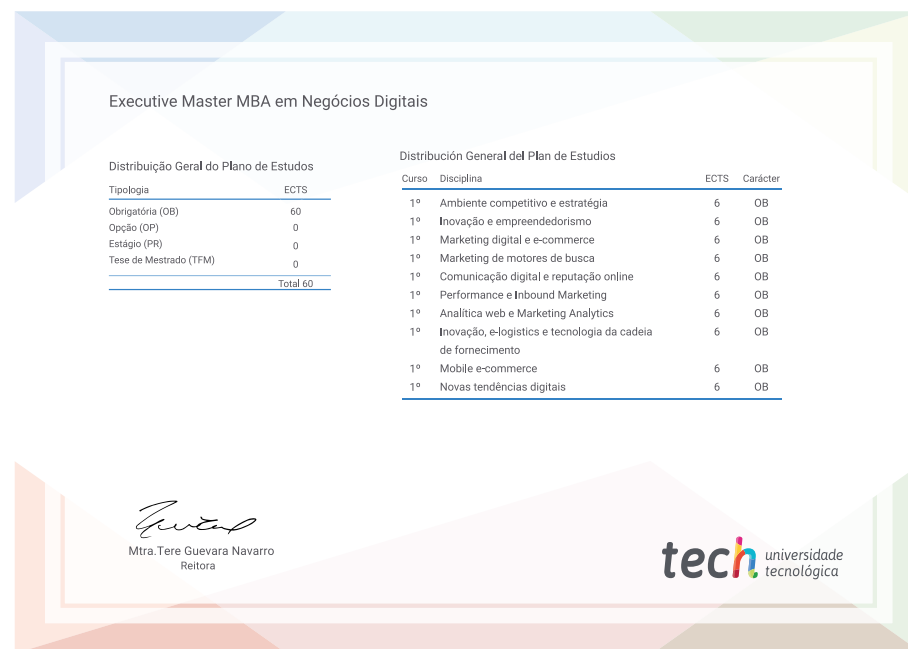 Executive Master MBA em Negócios Digitais
Distribuição Geral do Plano de Estudos
Tipologia ECTS
Obrigatória (OB) 60
Opção (OP) 0
Estágio (PR) 0
Tese de Mestrado (TFM) 0
Total 60
Distribución General del Plan de Estudios
Curso Disciplina ECTS Carácter
1º Ambiente competitivo e estratégia 6 OB
1º Inovação e empreendedorismo 6 OB
1º Marketing digital e e-commerce 6 OB
1º Marketing de motores de busca 6 OB
1º Comunicação digital e reputação online 6 OB
1º Performance e Inbound Marketing 6 OB
1º Analítica web e Marketing Analytics 6 OB
1º Inovação, e-logistics e tecnologia da cadeia 6 OB
de fornecimento
1º Mobile e-commerce 6 OB
1º Novas tendências digitais 6 OB
Mtra.Tere Guevara Navarro
Reitora
tech universidade
tecnológica